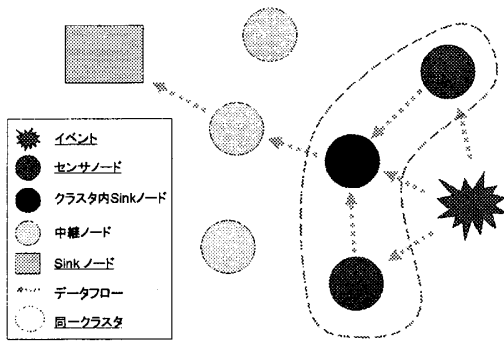 イベント
センサノード
クラスタ内Sinkノード
中継ノード
Sink ノード
データフロー
同一クラスタ